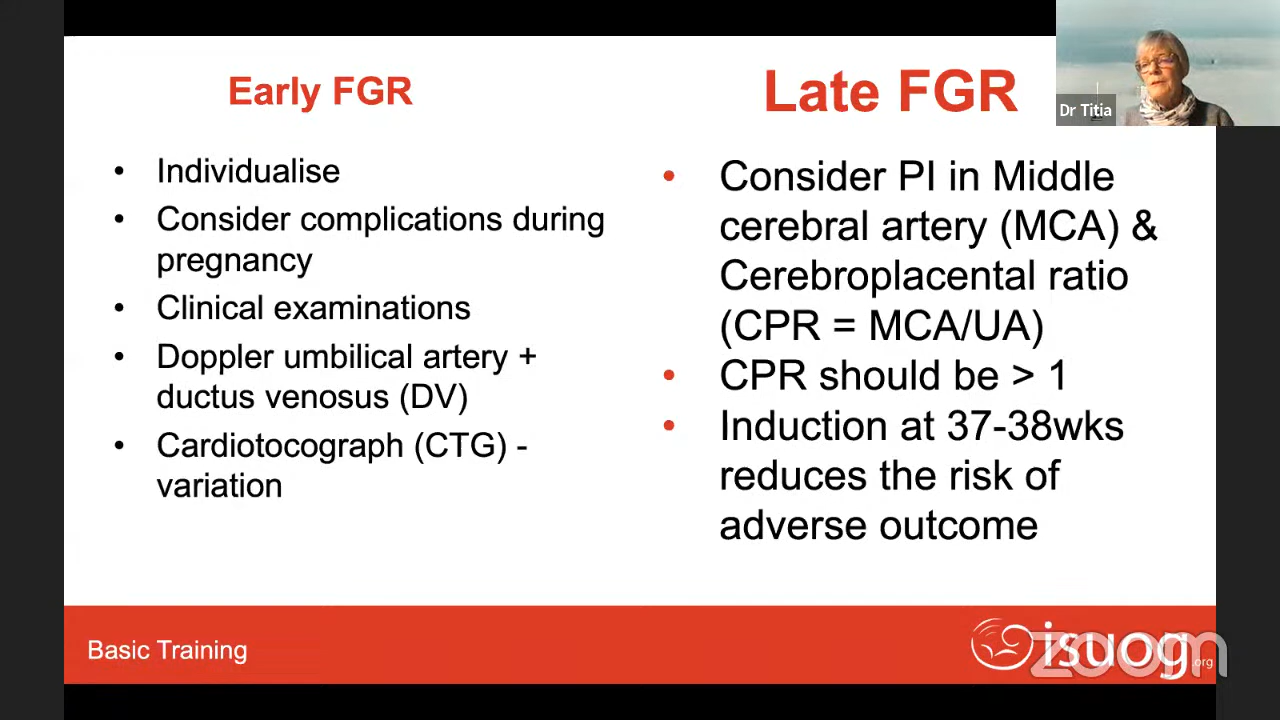 Early FGR
• Individualise
• Consider complications during
pregnancy
• Clinical examinations
• Doppler umbilical artery +
ductus venosus (DV)
• Cardiotocograph (CTG) -
variation
Late FGR
• Consider PI in Middle
cerebral artery (MCA) &
Cerebroplacental ratio
(CPR = MCA/UA)
• CPR should be > 1
• Induction at 37-38wks
reduces the risk of
adverse outcome
Dr Titia
Basic Training
isuog.org
zoom